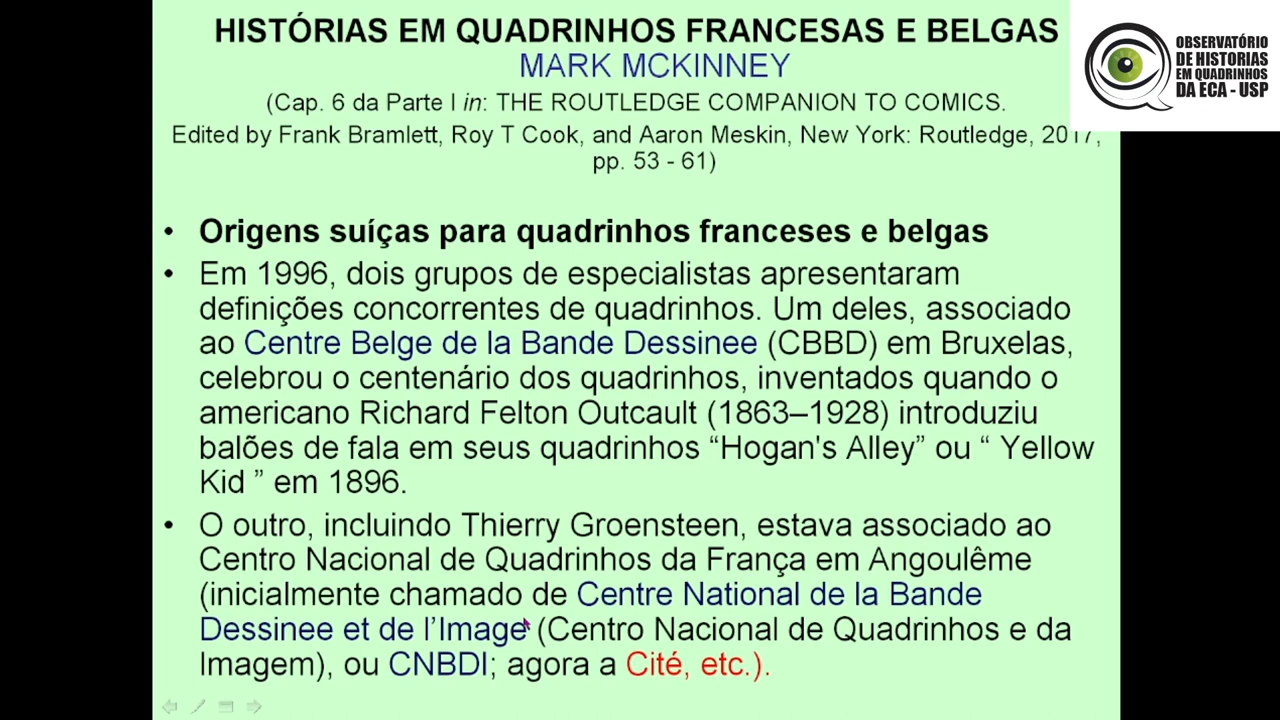 HISTÓRIAS EM QUADRINHOS FRANCESAS E BELGAS
MARK MCKINNEY
(Cap. 6 da Parte I in: THE ROUTLEDGE COMPANION TO COMICS.
Edited by Frank Bramlett, Roy T Cook, and Aaron Meskin, New York: Routledge, 2017,
pp. 53 - 61)
OBSERVATÓRIO
DE HISTORIAS
EM QUADRINHOS
DA ECA - USP
• Origens suíças para quadrinhos franceses e belgas
• Em 1996, dois grupos de especialistas apresentaram
definições concorrentes de quadrinhos. Um deles, associado
ao Centre Belge de la Bande Dessinee (CBBD) em Bruxelas,
celebrou o centenário dos quadrinhos, inventados quando o
americano Richard Felton Outcault (1863–1928) introduziu
balões de fala em seus quadrinhos “Hogan's Alley” ou “ Yellow
Kid ” em 1896.
• O outro, incluindo Thierry Groensteen, estava associado ao
Centro Nacional de Quadrinhos da França em Angoulême
(inicialmente chamado de Centre National de la Bande
Dessinee et de l’Image (Centro Nacional de Quadrinhos e da
Imagem), ou CNBDI; agora a Cité, etc.).